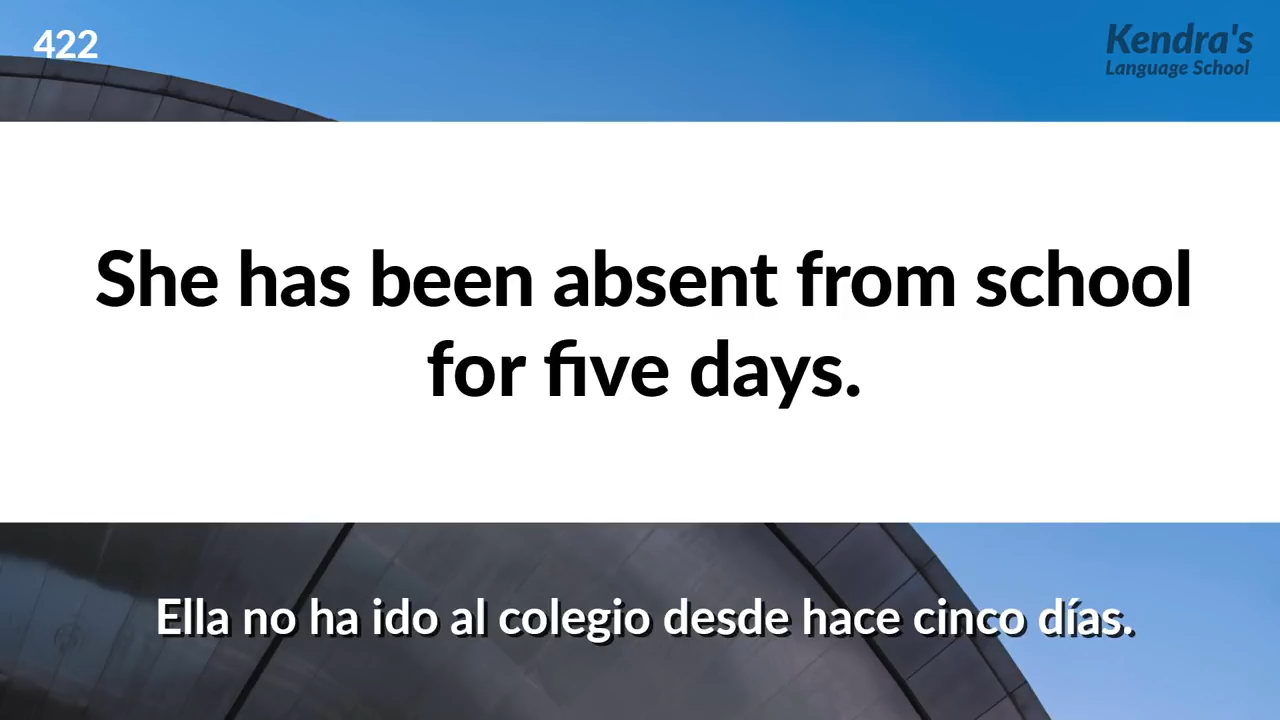 422
Kendra's
Language School
She has been absent from school
for five days.
Ella no ha ido al colegio desde hace cinco días.